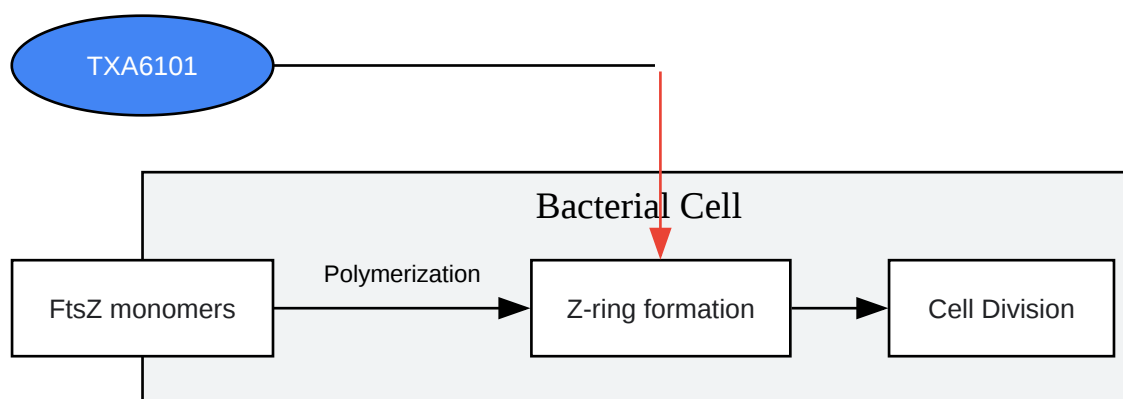 TXA6101
Bacterial Cell
Polymerization
FtsZ monomers
Z-ring formation
Cell Division